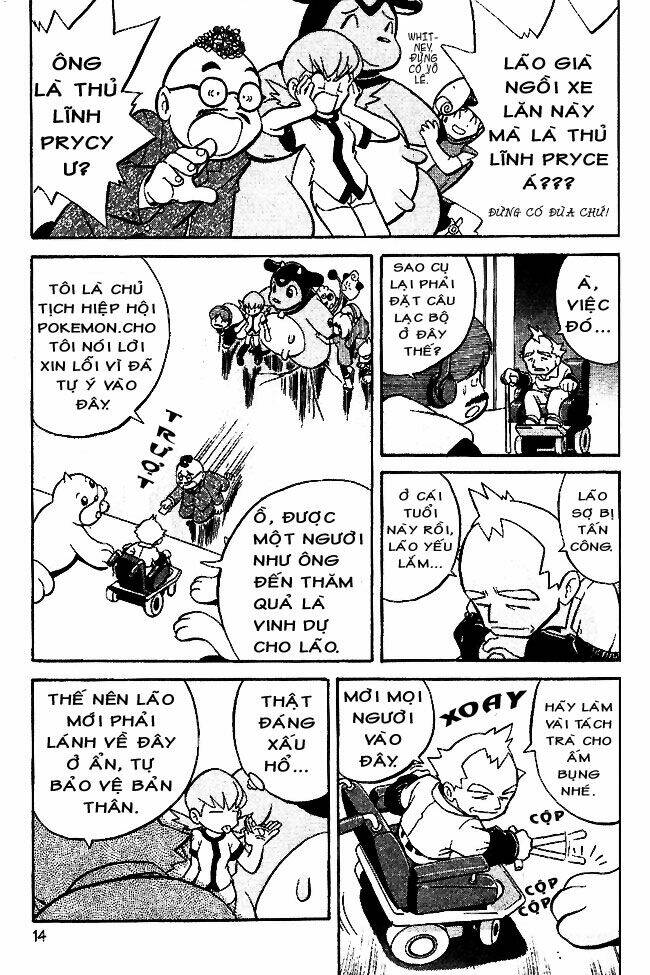 LÃO GIÀ
NGỒI XE
LĂN NÀY
MÀ LÀ THỦ
LĨNH PRYCE
Á???
ĐỪNG CÓ ĐÙA CHỨ!
WHIT-
NEY. ĐỪNG
CÓ VÔ
LỄ.
ÔNG
LÀ THỦ
LĨNH
PRYCY
Ư?
À,
VIỆC
ĐÓ...
SAO CỤ
LẠI PHẢI
ĐẶT CÂU
LẠC BỘ
Ở ĐÂY
THẾ?
TÔI LÀ CHỦ
TỊCH HIỆP HỘI
POKEMON.CHO
TÔI NÓI LỜI
XIN LỖI VÌ ĐÃ
TỰ Ý VÀO
ĐÂY.
TRƯỢT
Ồ, ĐƯỢC
MỘT NGƯỜI
NHƯ ÔNG
ĐẾN THĂM
QUẢ LÀ
VINH DỰ
CHO LÃO.
LÃO
SỢ BỊ
TẤN
CÔNG.
Ở CÁI
TUỔI
NÀY RỒI,
LÃO YẾU
LẮM...
THẾ NÊN LÃO
MỚI PHẢI
LÁNH VỀ ĐÂY
Ở ẨN, TỰ
BẢO VỆ BẢN
THÂN.
THẬT
ĐÁNG
XẤU
HỔ...
MỜI MỌI
NGƯỜI
VÀO
ĐÂY.
XOAY
HÃY LÀM
VÀI TÁCH
TRÀ CHO
ẤM
BỤNG
NHÉ.
CỘP
CỘP
CỘP
CỘP
14